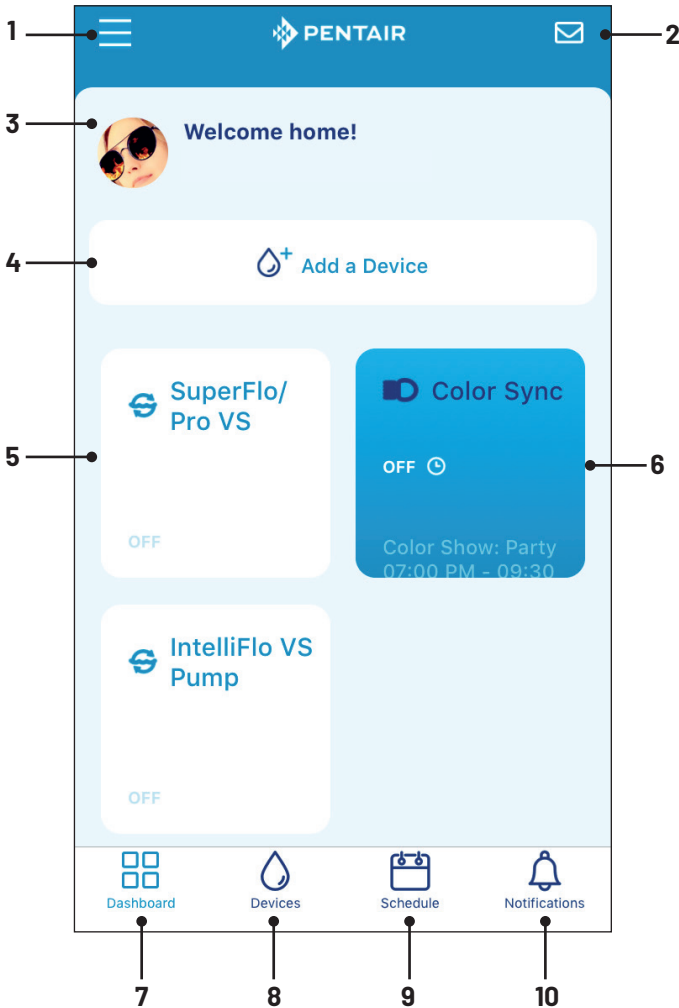 1
PENTAIR
2
3
Welcome home!
4
Add a Device
SuperFlo/
Pro VS
Color Sync
5
OFF
6
OFF
Color Show: Party
07:00 PM - 09:30
IntelliFlo VS
Pump
OFF
Dashboard
Devices
Schedule
Notifications
7
8
9
10